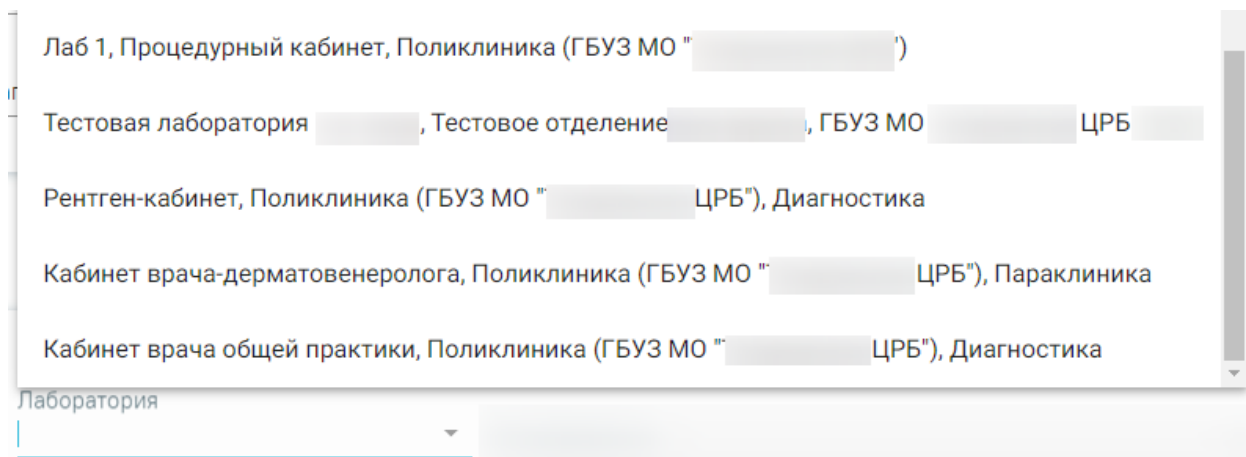 Лаб 1, Процедурный кабинет, Поликлиника (ГБУЗ МО " ")
Тестовая лаборатория , Тестовое отделение , ГБУЗ МО ЦРБ
Рентген-кабинет, Поликлиника (ГБУЗ МО " ЦРБ"), Диагностика
Кабинет врача-дерматовенеролога, Поликлиника (ГБУЗ МО " ЦРБ"), Параклиника
Кабинет врача общей практики, Поликлиника (ГБУЗ МО " ЦРБ"), Диагностика
Лаборатория